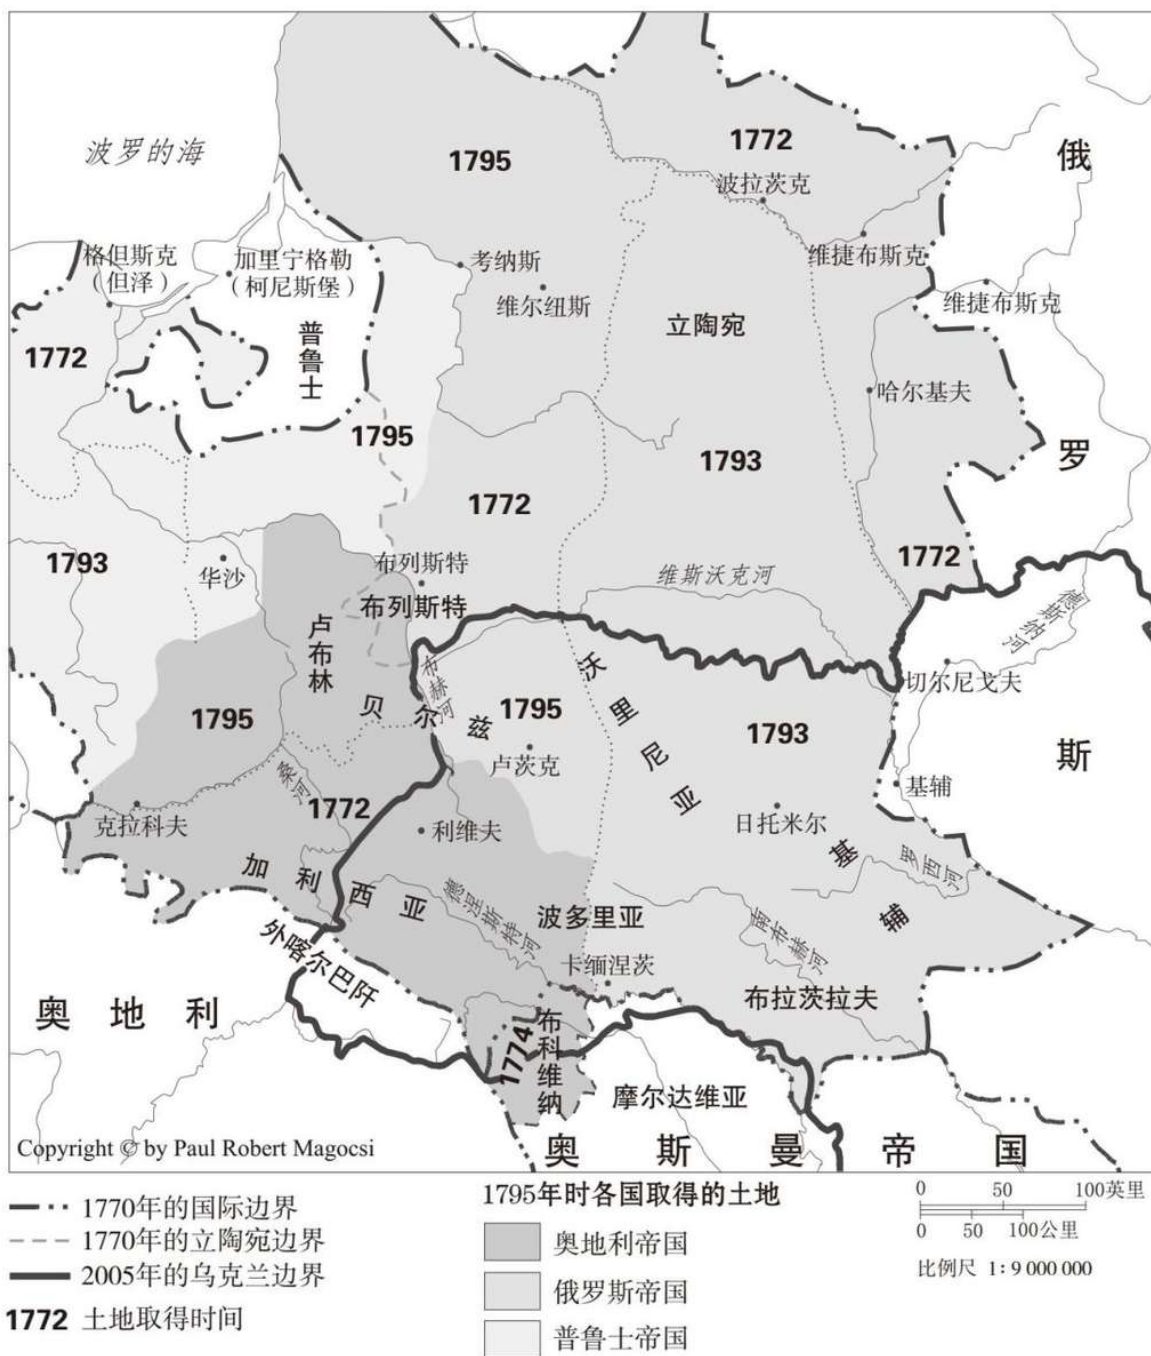 1772
1795
俄
波罗的海
波拉茨克
格但斯克
（但泽）
加里宁格勒
（柯尼斯堡）
考纳斯
维捷布斯克
维尔纽斯
维捷布斯克
立陶宛
普鲁士
1772
哈尔基夫
1795
罗
1793
1772
1793
华沙
布列斯特
1772
维斯沃克河
布列斯特
德斯纳河
卢布林
沃里尼亚
布赫河
切尔尼戈夫
1795
贝尔兹
1795
1793
卢茨克
斯
桑河
基辅
克拉科夫
1772
利维夫
日托米尔
基辅
罗西河
加利西亚
德涅斯特河
波多里亚
南布赫河
外喀尔巴阡
卡缅涅茨
奥地利
布拉茨拉夫
1774
布科维纳
摩尔达维亚
奥斯曼帝国
Copyright © by Paul Robert Magocsi
1770年的国际边界
1770年的立陶宛边界
2005年的乌克兰边界
1772 土地取得时间
1795年时各国取得的土地
奥地利帝国
俄罗斯帝国
普鲁士帝国
0 50 100英里
0 50 100公里
比例尺 1：9 000 000